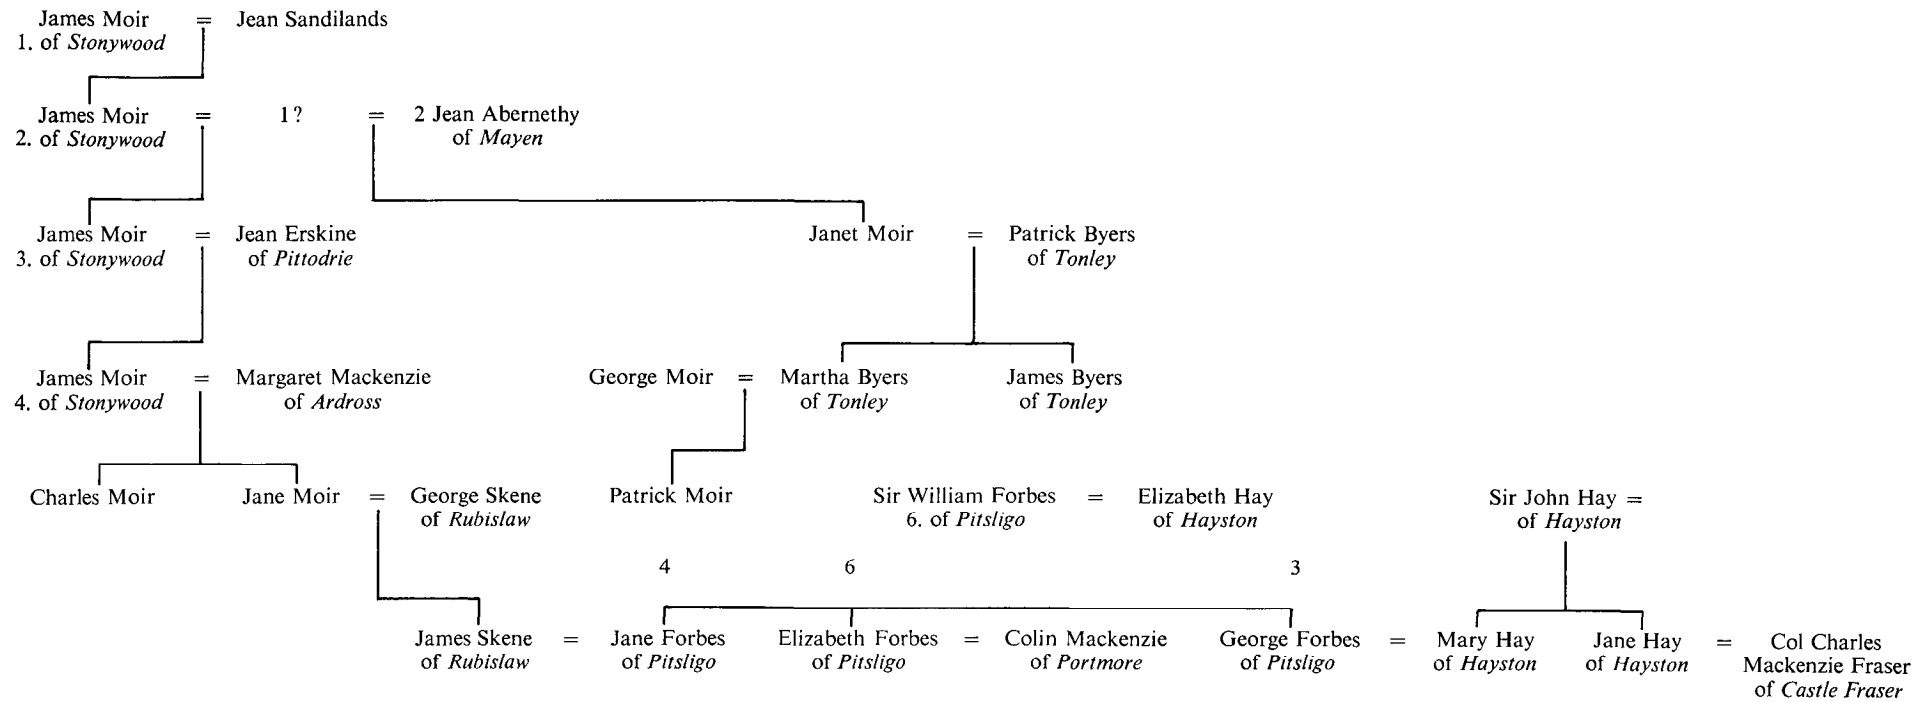 James Moir = Jean Sandilands
1. of Stonywood
James Moir = 1? = 2 Jean Abernethy
2. of Stonywood of Mayen
James Moir = Jean Erskine Janet Moir = Patrick Byers
3. of Stonywood of Pittodrie of Tonley
James Moir = Margaret Mackenzie George Moir = Martha Byers James Byers
4. of Stonywood of Ardross of Tonley of Tonley
Charles Moir Jane Moir = George Skene Patrick Moir Sir William Forbes = Elizabeth Hay Sir John Hay =
of Rubislaw 6. of Pitsligo of Hayston of Hayston
4 6 3
James Skene = Jane Forbes Elizabeth Forbes = Colin Mackenzie George Forbes = Mary Hay Jane Hay = Col Charles
of Rubislaw of Pitsligo of Pitsligo of Portmore of Pitsligo of Hayston of Hayston Mackenzie Fraser
of Castle Fraser